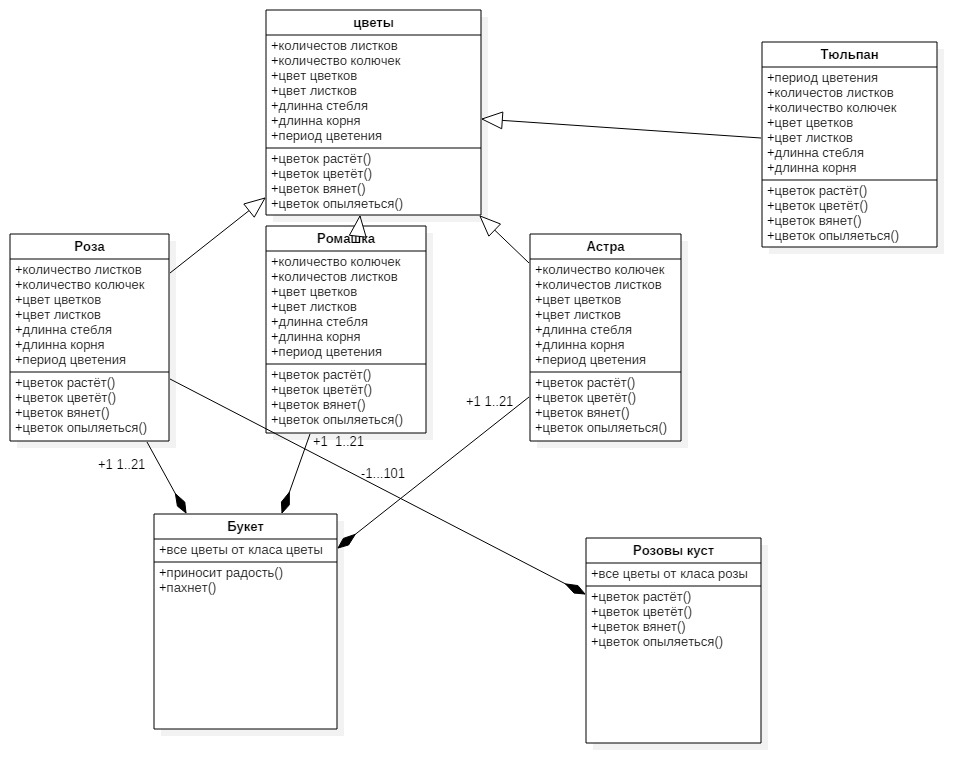 цветы
+количестов листков
+количество колючек
+цвет цветков
+цвет листков
+длинна стебля
+длинна корня
+период цветения
+цветок растёт()
+цветок цветёт()
+цветок вянет()
+цветок опыляеться()
Тюльпан
+период цветения
+количестов листков
+количество колючек
+цвет цветков
+цвет листков
+длинна стебля
+длинна корня
+цветок растёт()
+цветок цветёт()
+цветок вянет()
+цветок опыляеться()
Роза
+количество листков
+количество колючек
+цвет цветков
+цвет листков
+длинна стебля
+длинна корня
+период цветения
+цветок растёт()
+цветок цветёт()
+цветок вянет()
+цветок опыляеться()
Ромашка
+количество колючек
+количестов листков
+цвет цветков
+цвет листков
+длинна стебля
+длинна корня
+период цветения
+цветок растёт()
+цветок цветёт()
+цветок вянет()
+цветок опыляеться()
Астра
+количество колючек
+количестов листков
+цвет цветков
+цвет листков
+длинна стебля
+длинна корня
+период цветения
+цветок растёт()
+цветок цветёт()
+цветок вянет()
+цветок опыляеться()
+1 1..21
+1 1..21
+1 1..21
-1...101
Букет
+все цветы от класа цветы
+приносит радость()
+пахнет()
Розовы куст
+все цветы от класа розы
+цветок растёт()
+цветок цветёт()
+цветок вянет()
+цветок опыляеться()